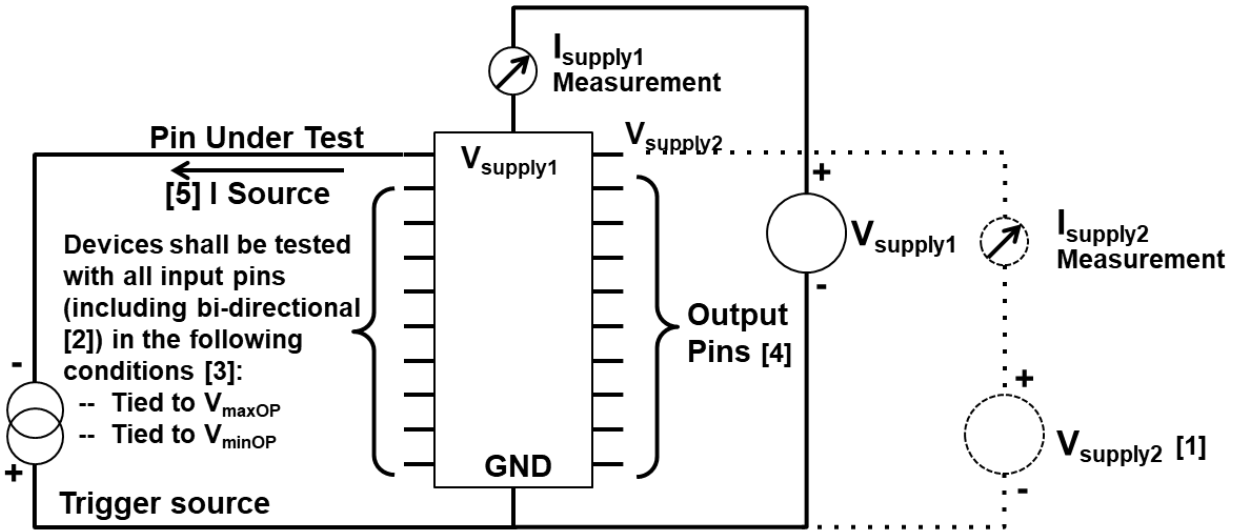 Isupply1
Measurement
Pin Under Test
Vsupply2
Vsupply1
[5] I Source
+
Vsupply1
-
Isupply2
Measurement
Devices shall be tested
with all input pins
(including bi-directional
[2]) in the following
conditions [3]:
-- Tied to VmaxOP
-- Tied to VminOP
Output
Pins [4]
-
+
+
Vsupply2 [1]
-
GND
Trigger source